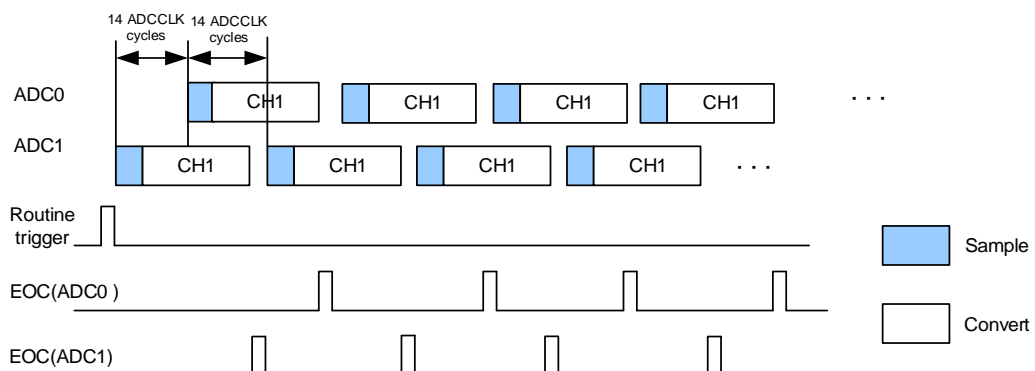 14 ADCCLK cycles
14 ADCCLK cycles
ADC0
CH1
CH1
CH1
CH1
. . .
ADC1
CH1
CH1
CH1
CH1
. . .
Routine trigger
Sample
EOC(ADC0 )
Convert
EOC(ADC1)